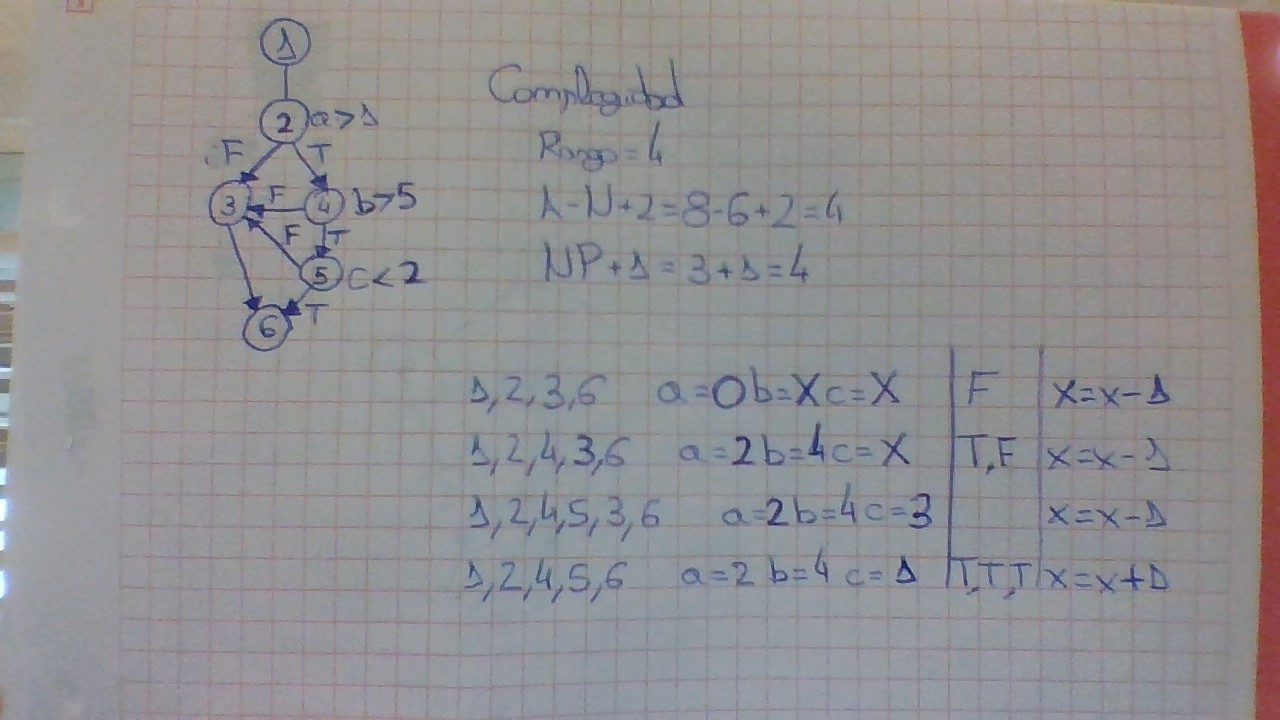 1
2 a>1
F T
3 F 4 b>5
F T
5 c<2
T
6
Complegidad
Rango = 4
A-N+2=8-6+2=4
NP+1=3+1=4
1,2,3,6 a=0 b=X c=X F x=x-1
1,2,4,3,6 a=2 b=4 c=X T,F x=x-1
1,2,4,5,3,6 a=2 b=4 c=3 x=x-1
1,2,4,5,6 a=2 b=4 c=1 T,T,T x=x+1